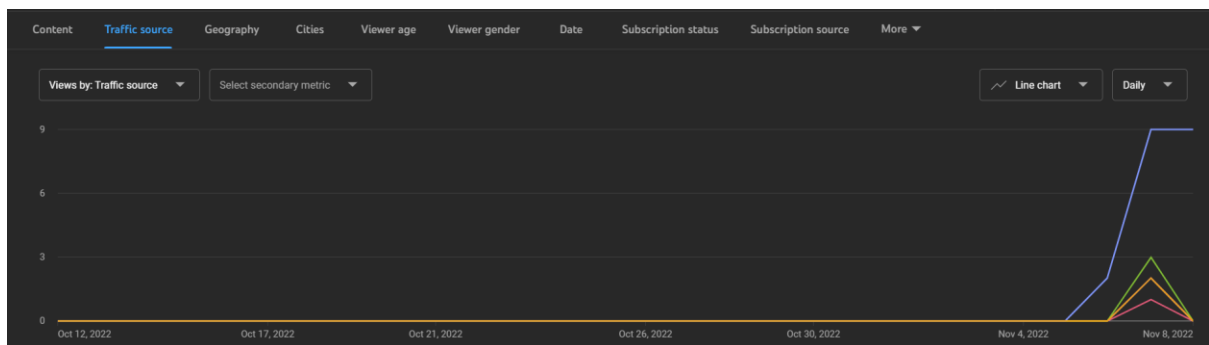 Content Traffic source Geography Cities Viewer age Viewer gender Date Subscription status Subscription source More
Views by: Traffic source Select secondary metric Line chart Daily
9
6
3
0
Oct 12, 2022 Oct 17, 2022 Oct 21, 2022 Oct 26, 2022 Oct 30, 2022 Nov 4, 2022 Nov 8, 2022